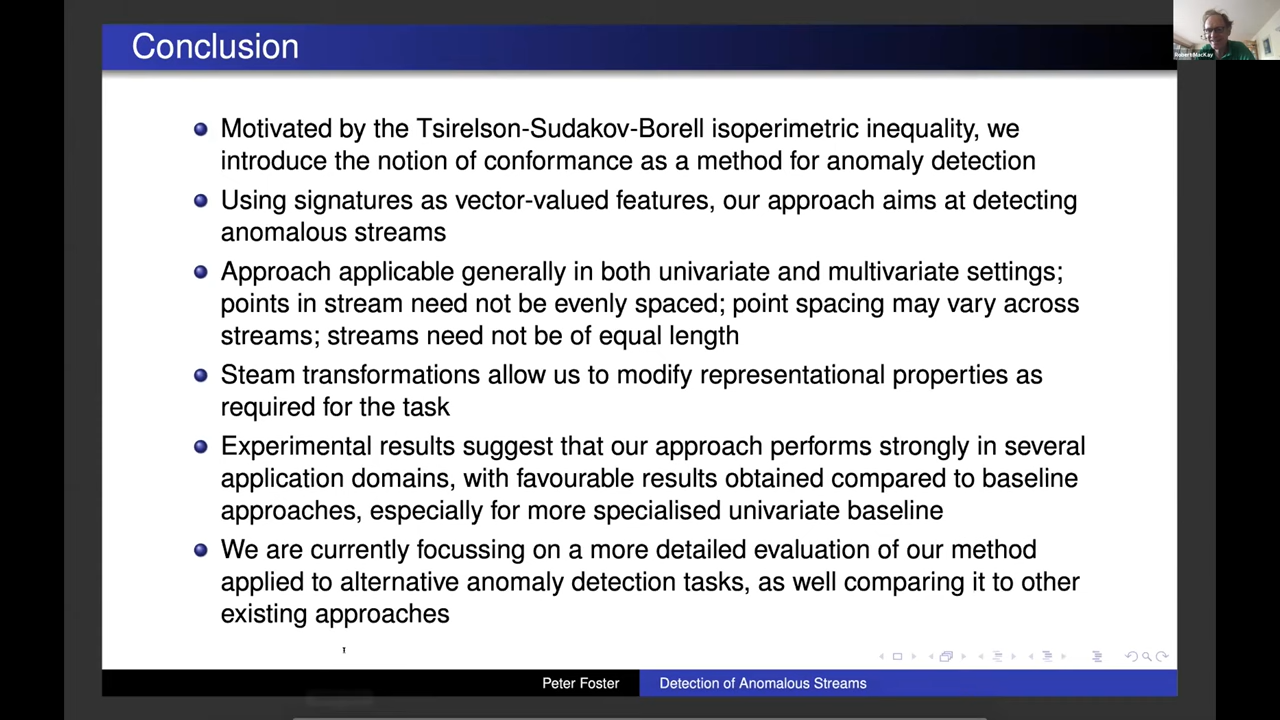 Conclusion
Robert MacKay
Motivated by the Tsirelson-Sudakov-Borell isoperimetric inequality, we
introduce the notion of conformance as a method for anomaly detection
Using signatures as vector-valued features, our approach aims at detecting
anomalous streams
Approach applicable generally in both univariate and multivariate settings;
points in stream need not be evenly spaced; point spacing may vary across
streams; streams need not be of equal length
Steam transformations allow us to modify representational properties as
required for the task
Experimental results suggest that our approach performs strongly in several
application domains, with favourable results obtained compared to baseline
approaches, especially for more specialised univariate baseline
We are currently focussing on a more detailed evaluation of our method
applied to alternative anomaly detection tasks, as well comparing it to other
existing approaches
Peter Foster
Detection of Anomalous Streams